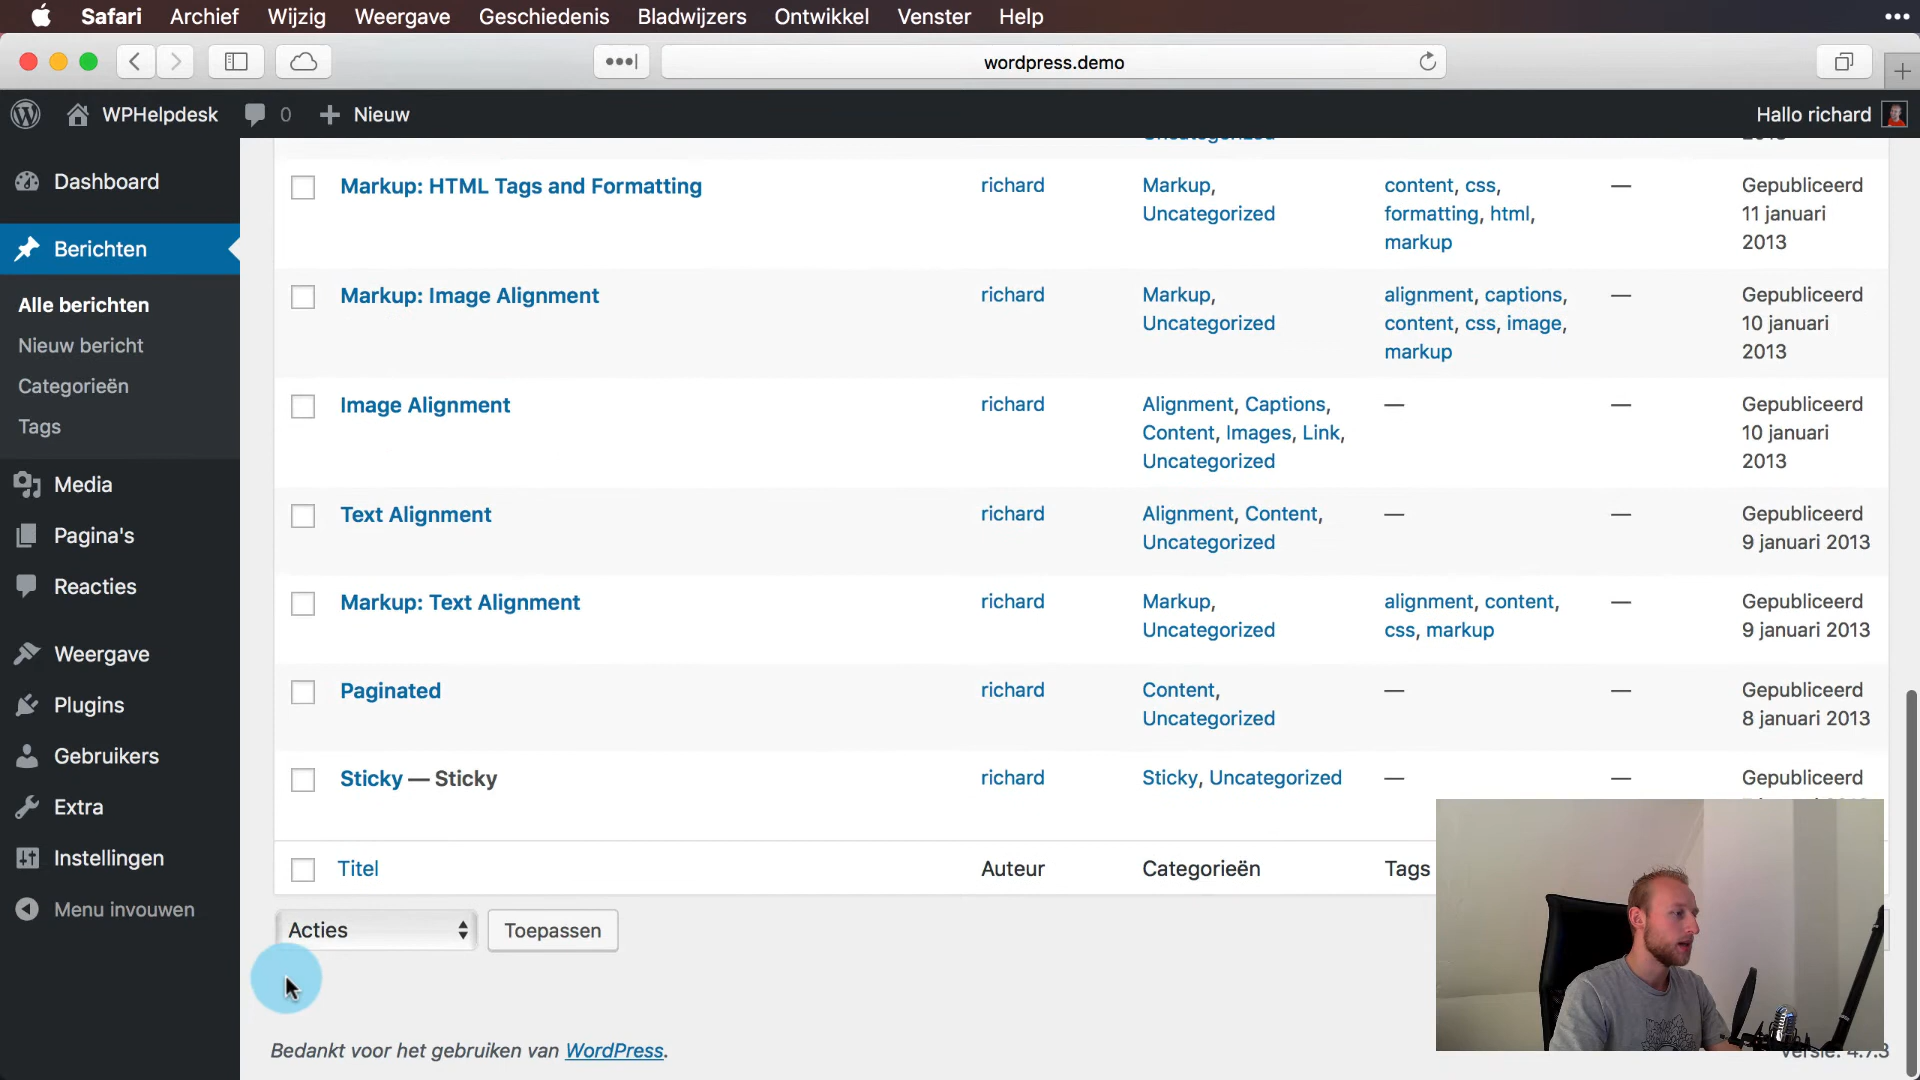 Safari Archief Wijzig Weergave Geschiedenis Bladwijzers Ontwikkel Venster Help
wordpress.demo
WPHelpdesk 0 Nieuw Hallo richard
Dashboard
Berichten
Alle berichten
Nieuw bericht
Categorieën
Tags
Media
Pagina's
Reacties
Weergave
Plugins
Gebruikers
Extra
Instellingen
Menu invouwen
Uncategorized 2013
Markup: HTML Tags and Formatting richard Markup, content, css, — Gepubliceerd
Uncategorized formatting, html, 11 januari
markup 2013
Markup: Image Alignment richard Markup, alignment, captions, — Gepubliceerd
Uncategorized content, css, image, 10 januari
markup 2013
Image Alignment richard Alignment, Captions, — — Gepubliceerd
Content, Images, Link, 10 januari
Uncategorized 2013
Text Alignment richard Alignment, Content, — — Gepubliceerd
Uncategorized 9 januari 2013
Markup: Text Alignment richard Markup, alignment, content, — Gepubliceerd
Uncategorized css, markup 9 januari 2013
Paginated richard Content, — — Gepubliceerd
Uncategorized 8 januari 2013
Sticky — Sticky richard Sticky, Uncategorized — — Gepubliceerd
Titel Auteur Categorieën Tags
Acties Toepassen
Bedankt voor het gebruiken van WordPress.
Versie: 4.7.3